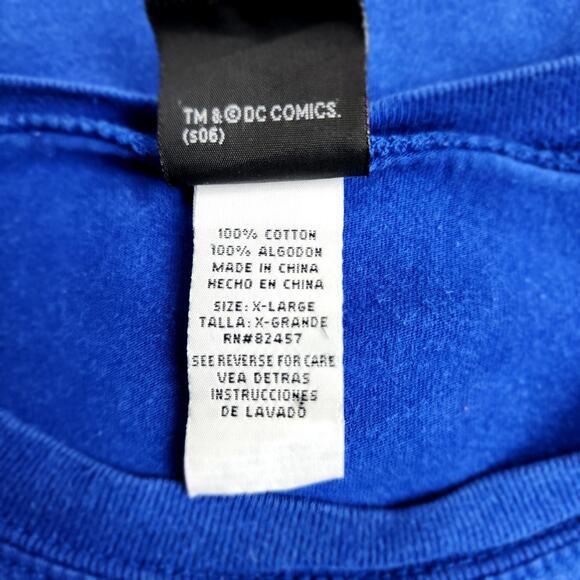 TM & © DC COMICS.
(s06)
100% COTTON
100% ALGODON
MADE IN CHINA
HECHO EN CHINA
SIZE: X-LARGE
TALLA: X-GRANDE
RN#82457
SEE REVERSE FOR CARE
VEA DETRAS
INSTRUCCIONES
DE LAVADO